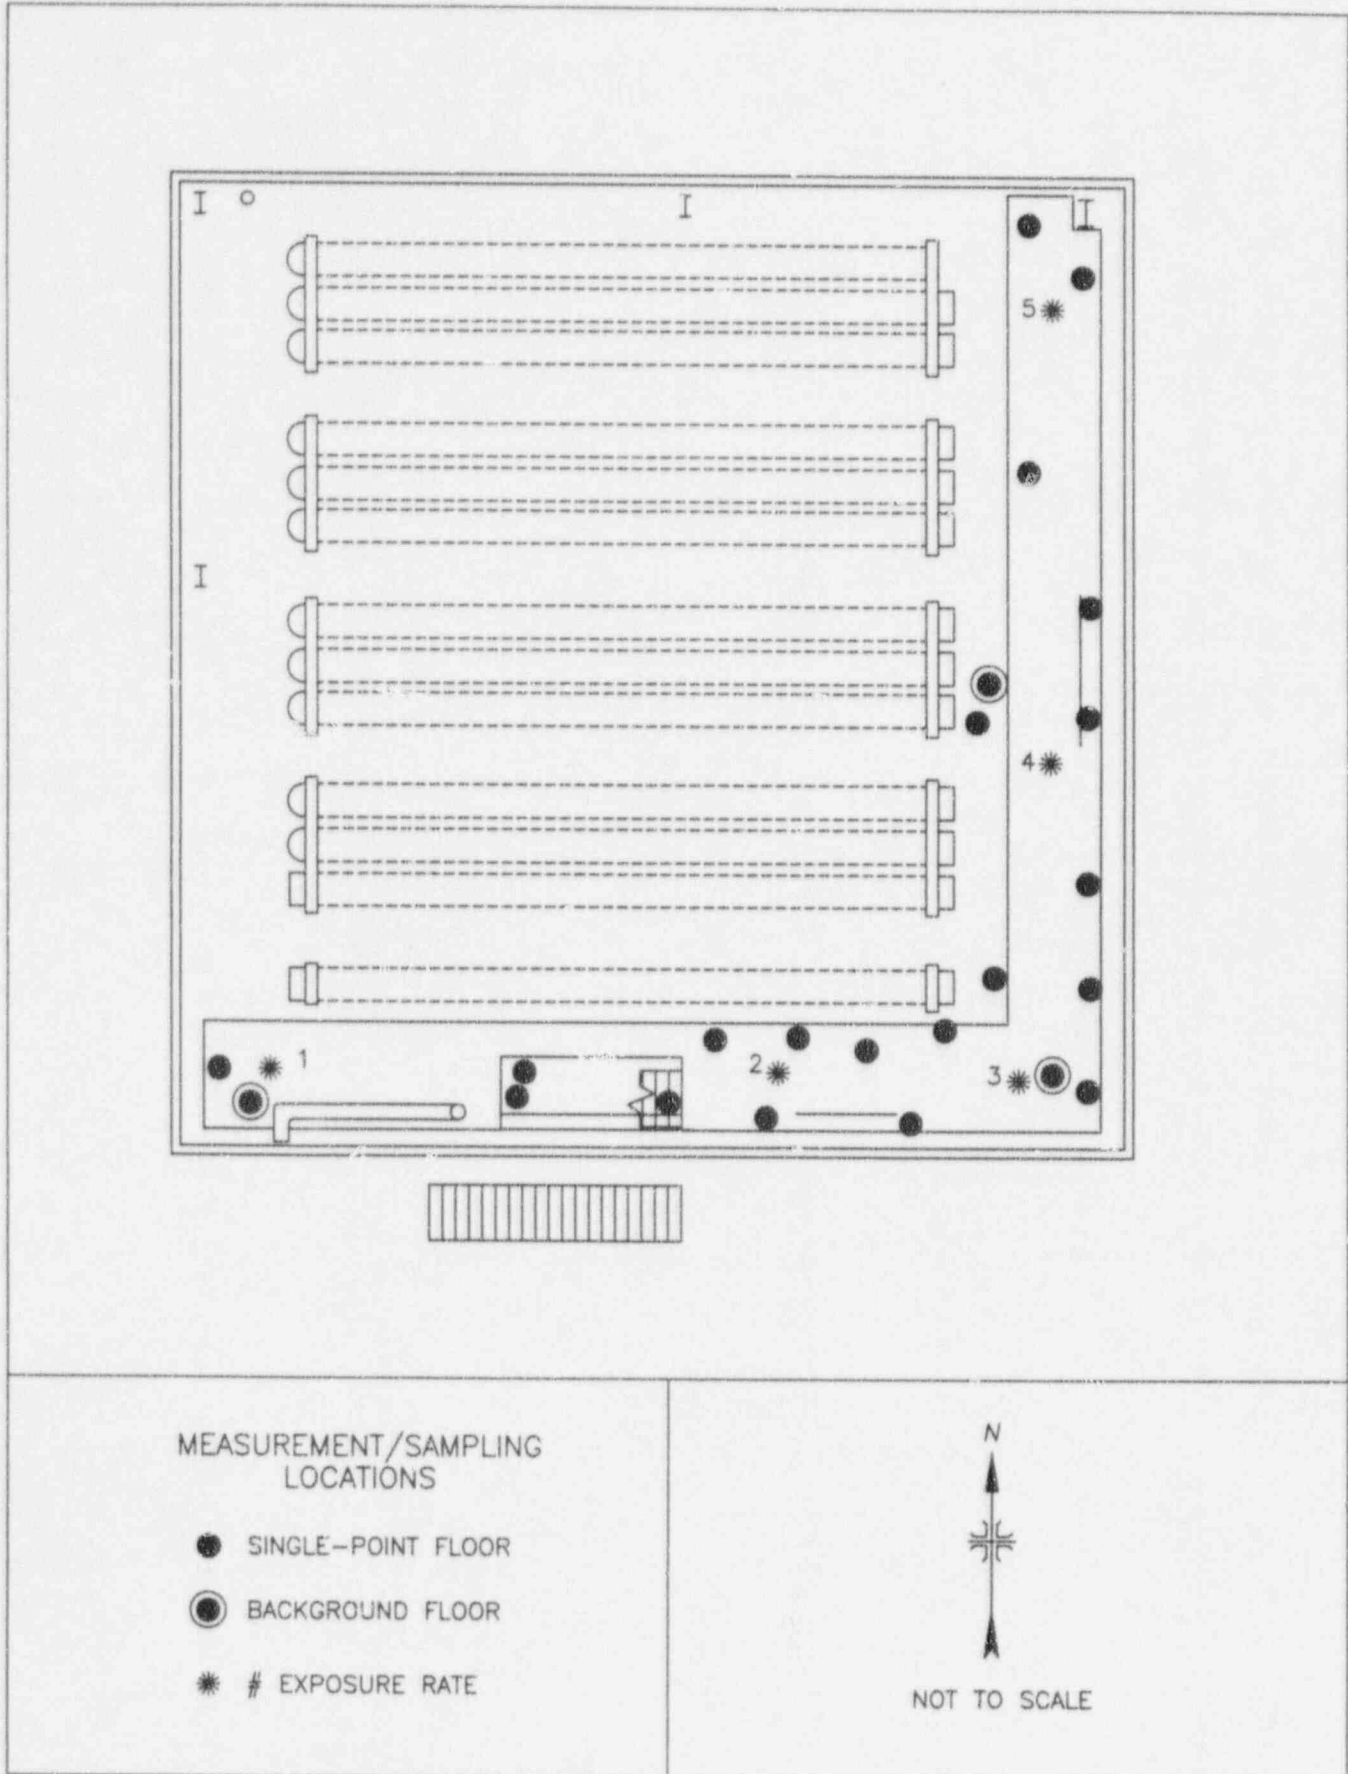 5
4
1
2
3
MEASUREMENT/SAMPLING
LOCATIONS
SINGLE-POINT FLOOR
BACKGROUND FLOOR
# EXPOSURE RATE
N
NOT TO SCALE